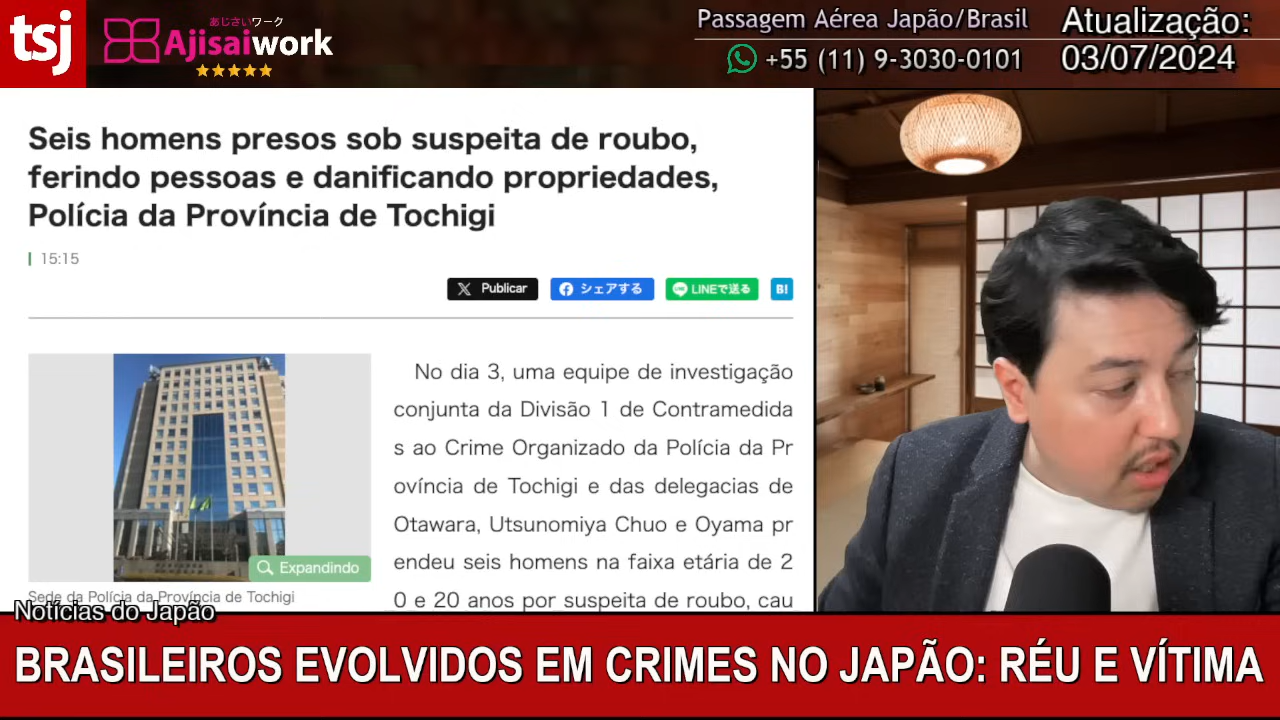 tsj
あじさいワーク
Ajisaiwork
Passagem Aérea Japão/Brasil
+55 (11) 9-3030-0101
Atualização:
03/07/2024
Seis homens presos sob suspeita de roubo,
ferindo pessoas e danificando propriedades,
Polícia da Província de Tochigi
15:15
Publicar
シェアする
LINEで送る
B!
No dia 3, uma equipe de investigação
conjunta da Divisão 1 de Contramedida
s ao Crime Organizado da Polícia da Pr
ovíncia de Tochigi e das delegacias de
Otawara, Utsunomiya Chuo e Oyama pr
endeu seis homens na faixa etária de 2
0 e 20 anos por suspeita de roubo, cau
Expandindo
Sede da Polícia da Província de Tochigi
Notícias do Japão
BRASILEIROS EVOLVIDOS EM CRIMES NO JAPÃO: RÉU E VÍTIMA